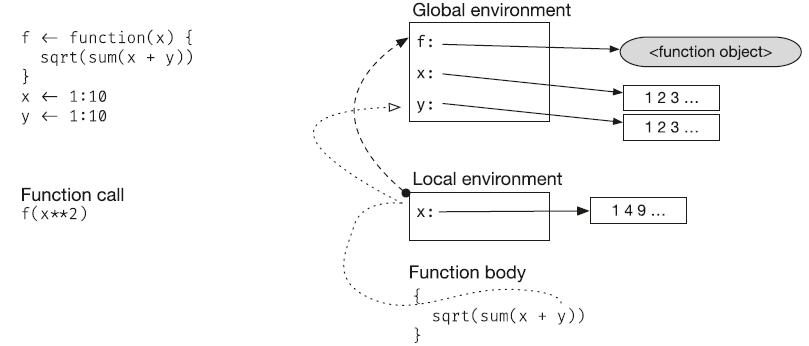 Global environment
f ← function(x) {
sqrt(sum(x + y))
}
x ← 1:10
y ← 1:10
f:
x:
y:
<function object>
1 2 3 ...
1 2 3 ...
Function call
f(x**2)
Local environment
x:
1 4 9 ...
Function body
{
sqrt(sum(x + y))
}